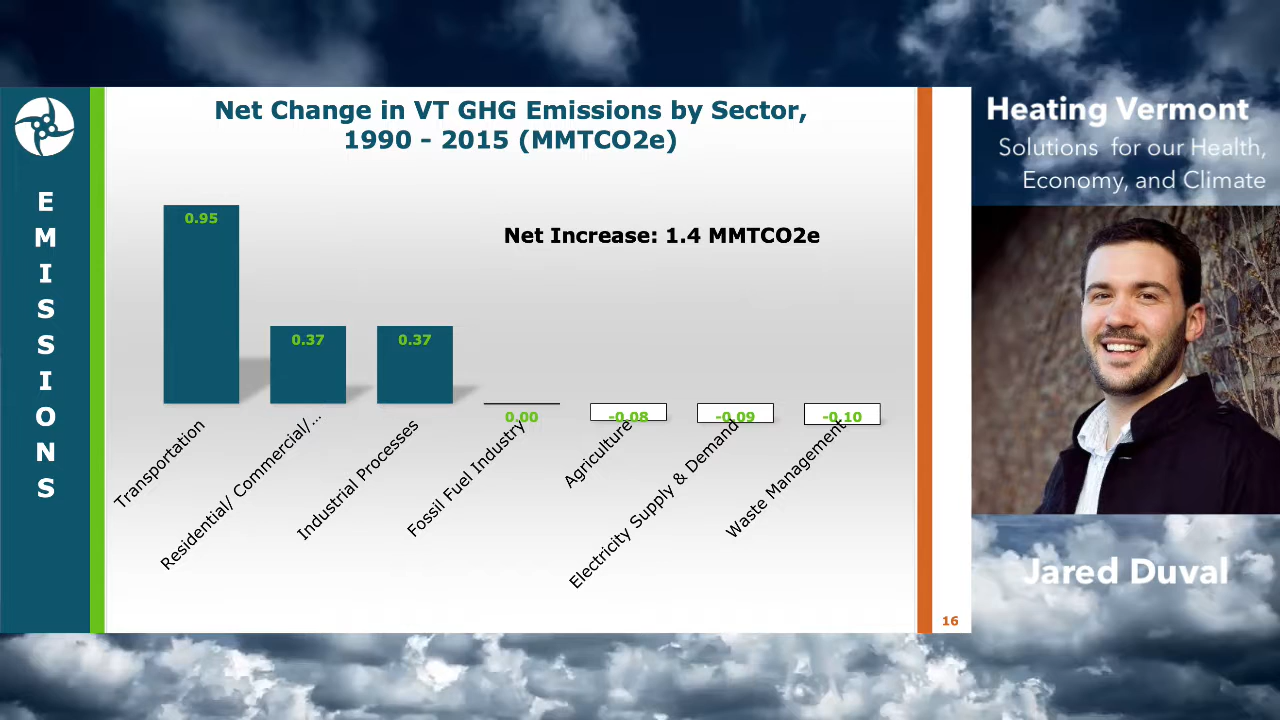 Net Change in VT GHG Emissions by Sector,
1990 - 2015 (MMTCO2e)
EMISSIONS
Net Increase: 1.4 MMTCO2e
0.95
0.37
0.37
0.00
-0.08
-0.09
-0.10
Transportation
Residential/ Commercial/...
Industrial Processes
Fossil Fuel Industry
Agriculture
Electricity Supply & Demand
Waste Management
16
Heating Vermont
Solutions for our Health,
Economy, and Climate
Jared Duval